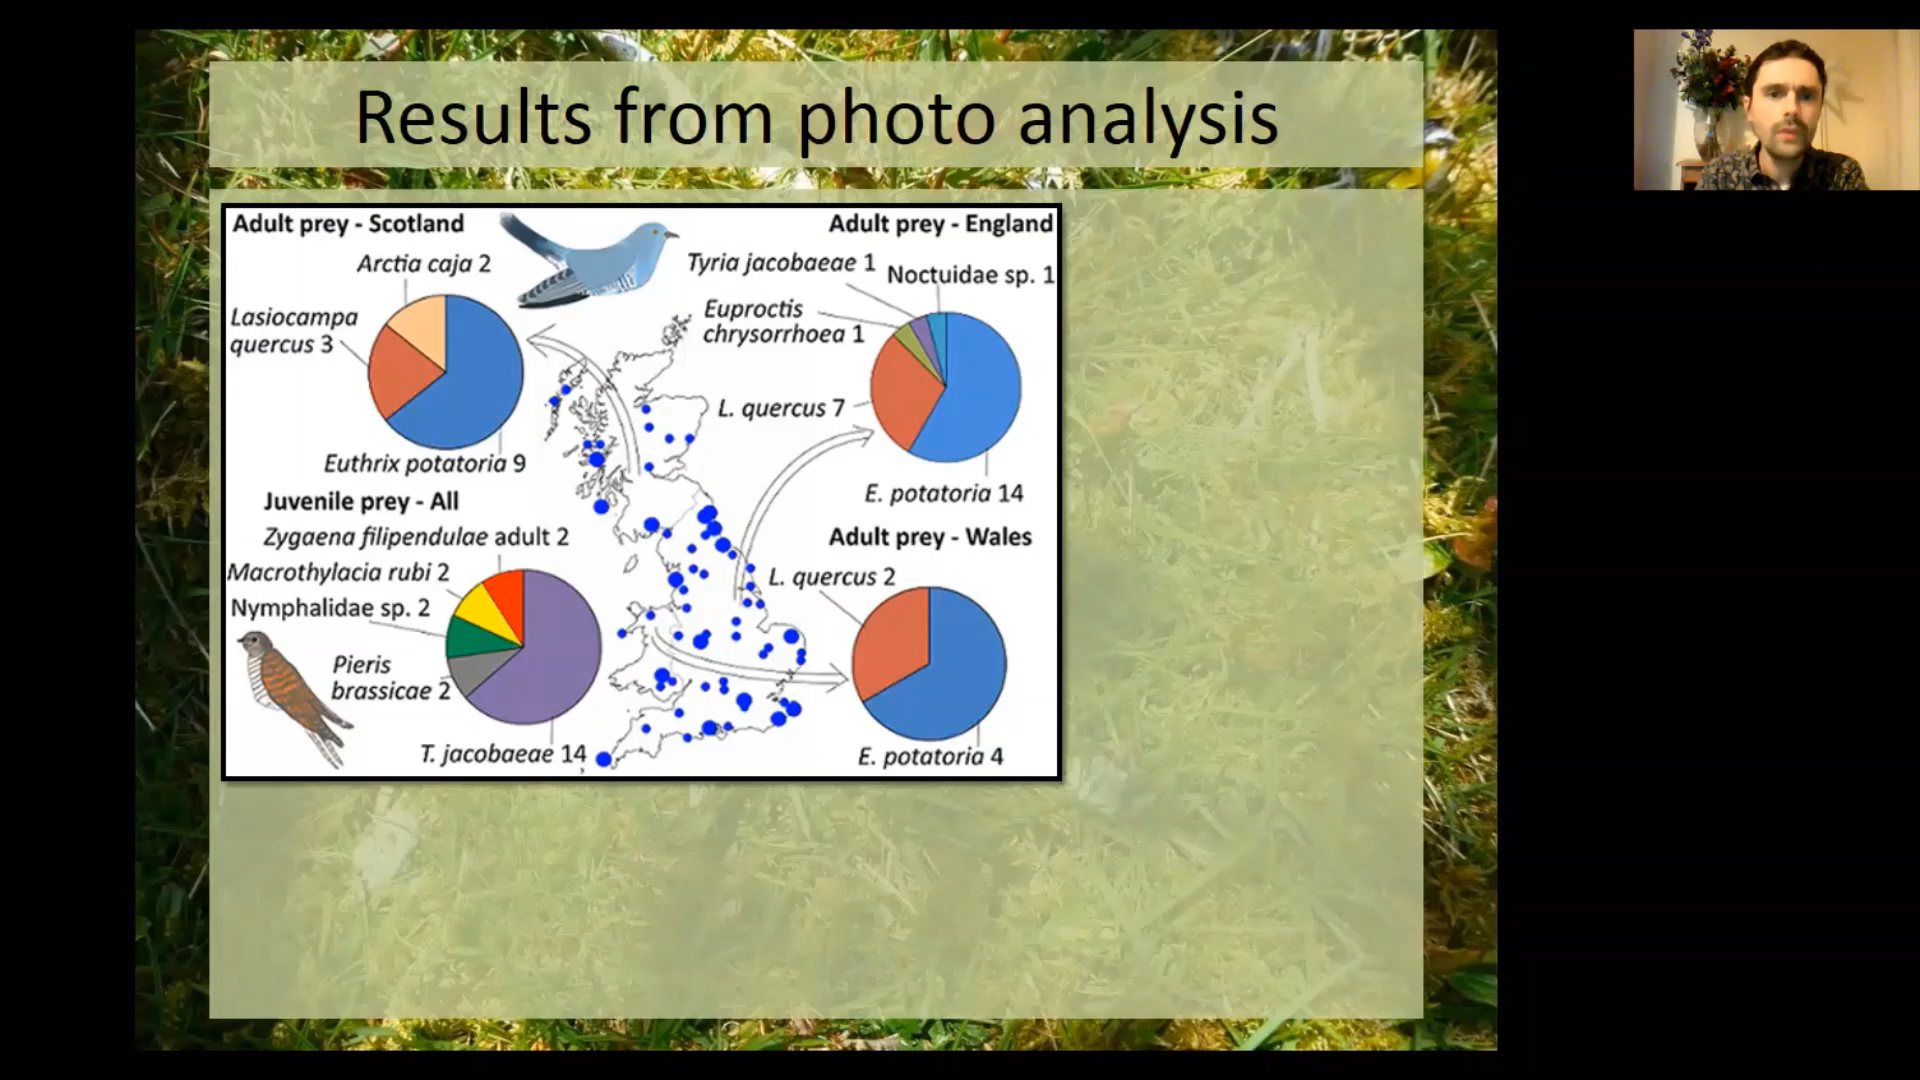 Results from photo analysis
Adult prey - Scotland
Arctia caja 2
Lasiocampa
quercus 3
Euthrix potatoria 9
Adult prey - England
Tyria jacobaeae 1
Noctuidae sp. 1
Euproctis
chrysorrhoea 1
L. quercus 7
E. potatoria 14
Juvenile prey - All
Zygaena filipendulae adult 2
Macrothylacia rubi 2
Nymphalidae sp. 2
Pieris
brassicae 2
T. jacobaeae 14
Adult prey - Wales
L. quercus 2
E. potatoria 4